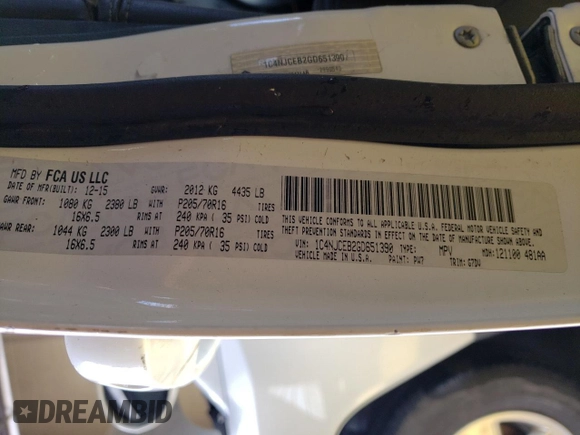 1C4NJCEB2GD651390
MFD BY FCA US LLC
DATE OF MFR(BUILT): 12-15 GVWR: 2012 KG 4435 LB
GAWR FRONT: 1080 KG 2380 LB WITH P205/70R16 TIRES
16X6.5 RIMS AT 240 KPA ( 35 PSI) COLD
GAWR REAR: 1044 KG 2300 LB WITH P205/70R16 TIRES
16X6.5 RIMS AT 240 KPA ( 35 PSI) COLD
THIS VEHICLE CONFORMS TO ALL APPLICABLE U.S.A. FEDERAL MOTOR VEHICLE SAFETY AND
THEFT PREVENTION STANDARDS IN EFFECT ON THE DATE OF MANUFACTURE SHOWN ABOVE.
VIN: 1C4NJCEB2GD651390 TYPE: MPV MDH: 121100 481AA
VEHICLE MADE IN U.S.A. PAINT: PW7 TRIM: G7DV
DREAMBID